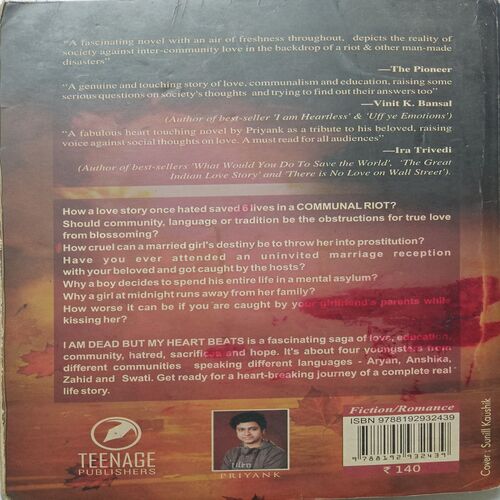 “A fascinating novel with an air of freshness throughout, depicts the reality of
society against inter-community love in the backdrop of a riot & other man-made
disasters”
—The Pioneer
“A genuine and touching story of love, communalism and education, raising some
serious questions on society's thoughts and trying to find out their answers too”
—Vinit K. Bansal
(Author of best-seller 'I am Heartless' & 'Uff ye Emotions')
“A fabulous heart touching novel by Priyank as a tribute to his beloved, raising
voice against social thoughts on love. A must read for all audiences”
—Ira Trivedi
(Author of best-sellers 'What Would You Do To Save the World', 'The Great
Indian Love Story' and 'There is No Love on Wall Street').
How a love story once hated saved 6 lives in a COMMUNAL RIOT?
Should community, language or tradition be the obstructions for true love
from blossoming?
How cruel can a married girl's destiny be to throw her into prostitution?
Have you ever attended an uninvited marriage reception
with your beloved and got caught by the hosts?
Why a boy decides to spend his entire life in a mental asylum?
Why a girl at midnight runs away from her family?
How worse it can be if you are caught by your girlfriend's parents while
kissing her?
I AM DEAD BUT MY HEART BEATS is a fascinating saga of love, education,
community, hatred, sacrifices and hope. It's about four youngsters from
different communities speaking different languages - Aryan, Anshika,
Zahid and Swati. Get ready for a heart-breaking journey of a complete real
life story.
Fiction/Romance
ISBN 9788192932439
9 788192 932439
₹ 140
TEENAGE
PUBLISHERS
PRIYANK
Cover : Sunill Kaushik